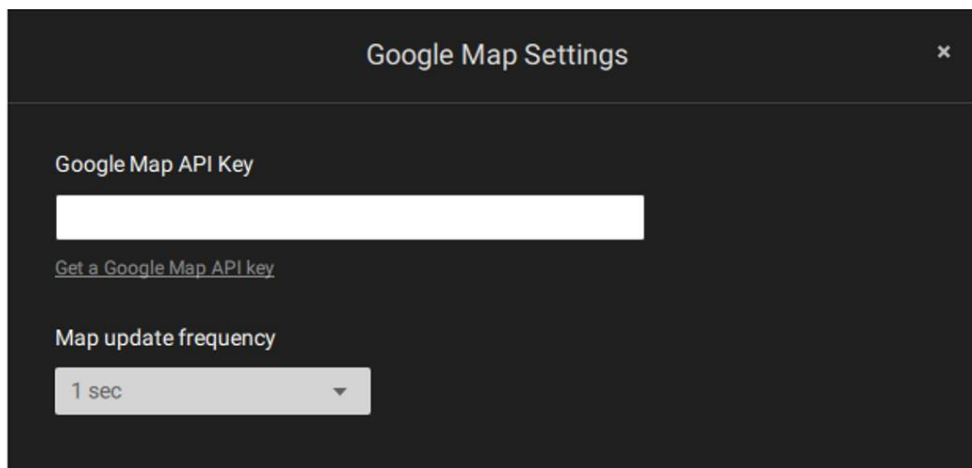 Google Map Settings
Google Map API Key
Get a Google Map API key
Map update frequency
1 sec